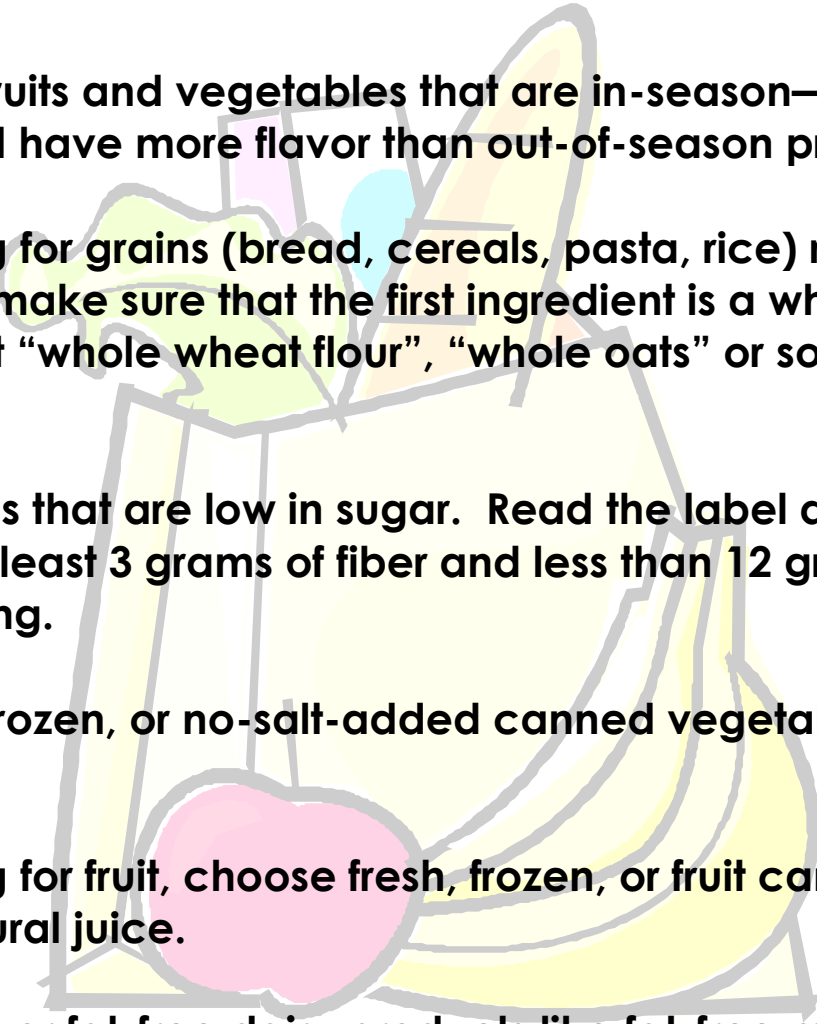 ruits and vegetables that are in-season—
l have more flavor than out-of-season pr
g for grains (bread, cereals, pasta, rice)
make sure that the first ingredient is a wh
t “whole wheat flour”, “whole oats” or so
s that are low in sugar.  Read the label
least 3 grams of fiber and less than 12 gr
ng.
rozen, or no-salt-added canned vegeta
g for fruit, choose fresh, frozen, or fruit can
ural juice.